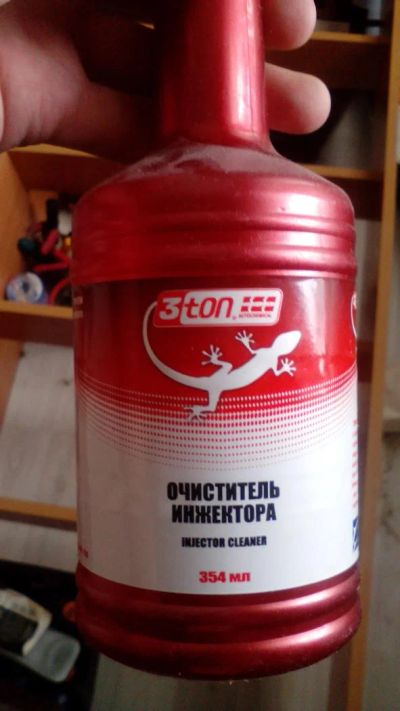 3ton
ОЧИСТИТЕЛЬ
ИНЖЕКТОРА
INJECTOR CLEANER
354 МЛ